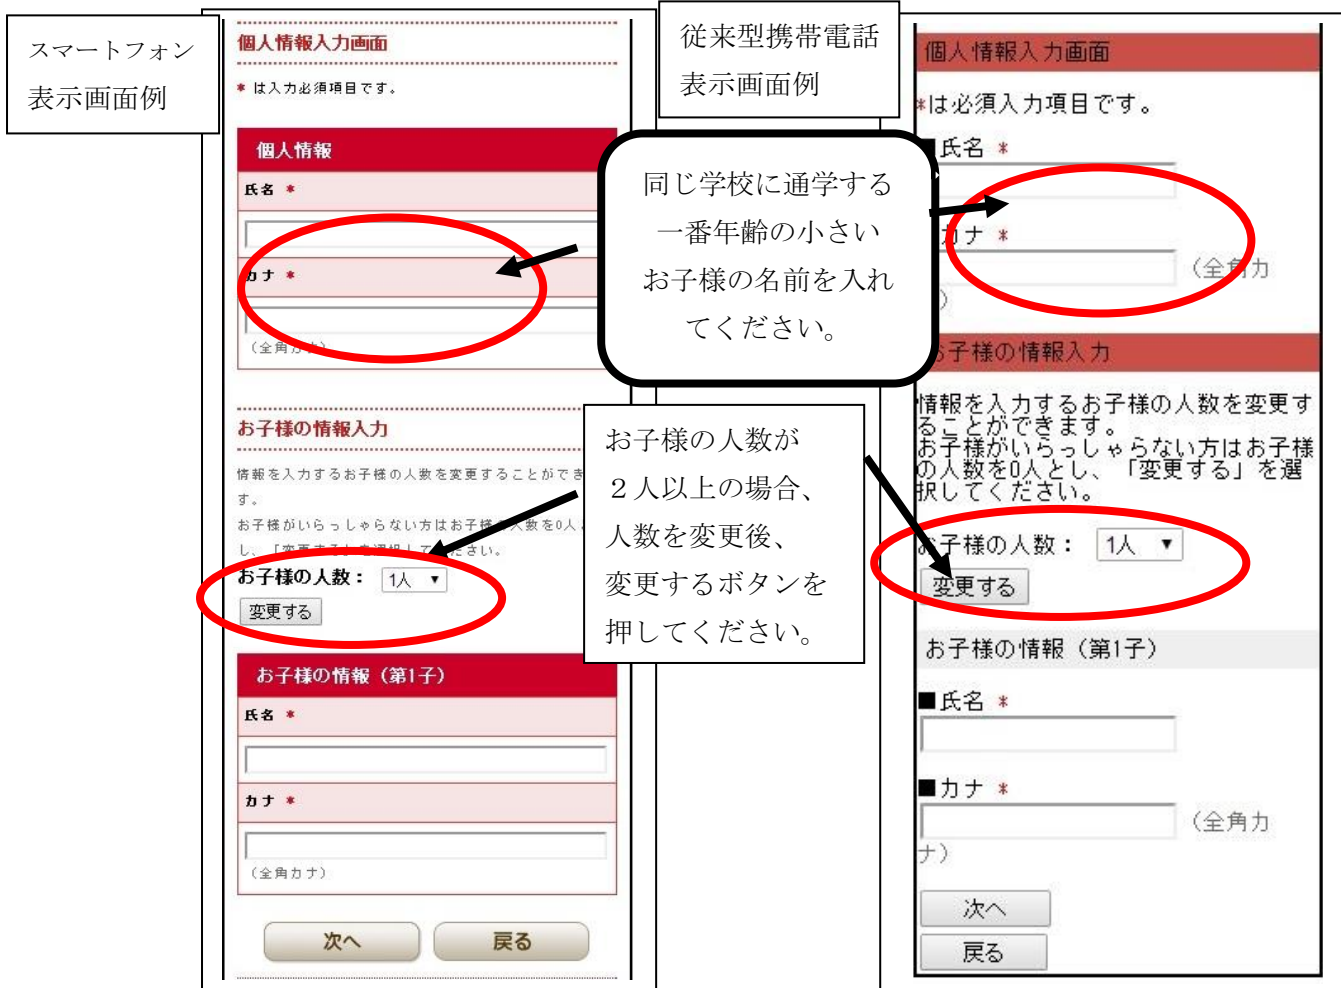 スマートフォン
表示画面例
個人情報入力画面
* は入力必須項目です。
個人情報
氏名 *
カナ *
(全角カナ)
お子様の情報入力
情報を入力するお子様の人数を変更することができ
す。
お子様がいらっしゃらない方はお子様の人数を0人
し、「変更する」を選択してください。
お子様の人数： 1人 ▼
変更する
お子様の情報（第1子）
氏名 *
カナ *
(全角カナ)
次へ 戻る
従来型携帯電話
表示画面例
同じ学校に通学する
一番年齢の小さい
お子様の名前を入れ
てください。
お子様の人数が
２人以上の場合、
人数を変更後、
変更するボタンを
押してください。
個人情報入力画面
*は必須入力項目です。
■氏名 *
カナ *
(全角カ
)
お子様の情報入力
情報を入力するお子様の人数を変更す
ることができます。
お子様がいらっしゃらない方はお子様
の人数を0人とし、「変更する」を選
択してください。
お子様の人数： 1人 ▼
変更する
お子様の情報（第1子）
■氏名 *
■カナ *
(全角カ
ナ)
次へ
戻る